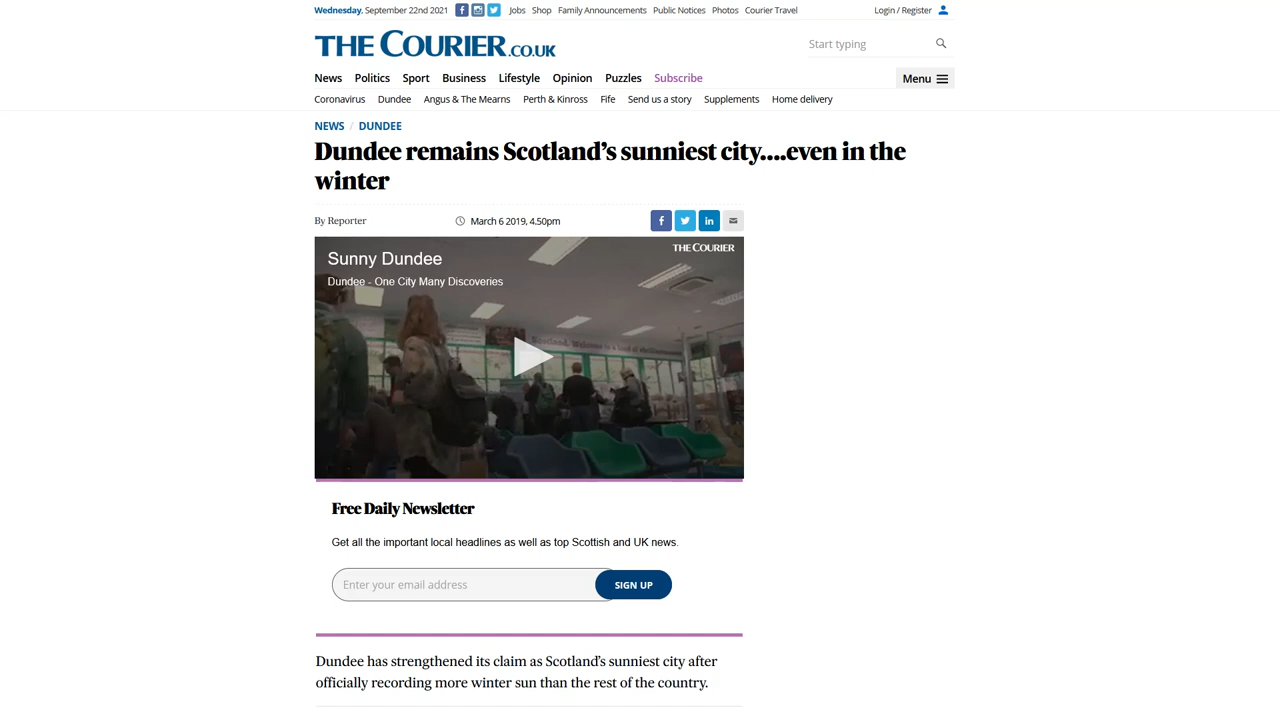 Wednesday, September 22nd 2021 Jobs Shop Family Announcements Public Notices Photos Courier Travel Login / Register
THE COURIER.CO.UK
Start typing
News Politics Sport Business Lifestyle Opinion Puzzles Subscribe Menu
Coronavirus Dundee Angus & The Mearns Perth & Kinross Fife Send us a story Supplements Home delivery
NEWS / DUNDEE
Dundee remains Scotland's sunniest city....even in the
winter
By Reporter March 6 2019, 4.50pm
THE COURIER
Sunny Dundee
Dundee - One City Many Discoveries
Scotland. Welcome to a land of
Free Daily Newsletter
Get all the important local headlines as well as top Scottish and UK news.
Enter your email address SIGN UP
Dundee has strengthened its claim as Scotland's sunniest city after
officially recording more winter sun than the rest of the country.